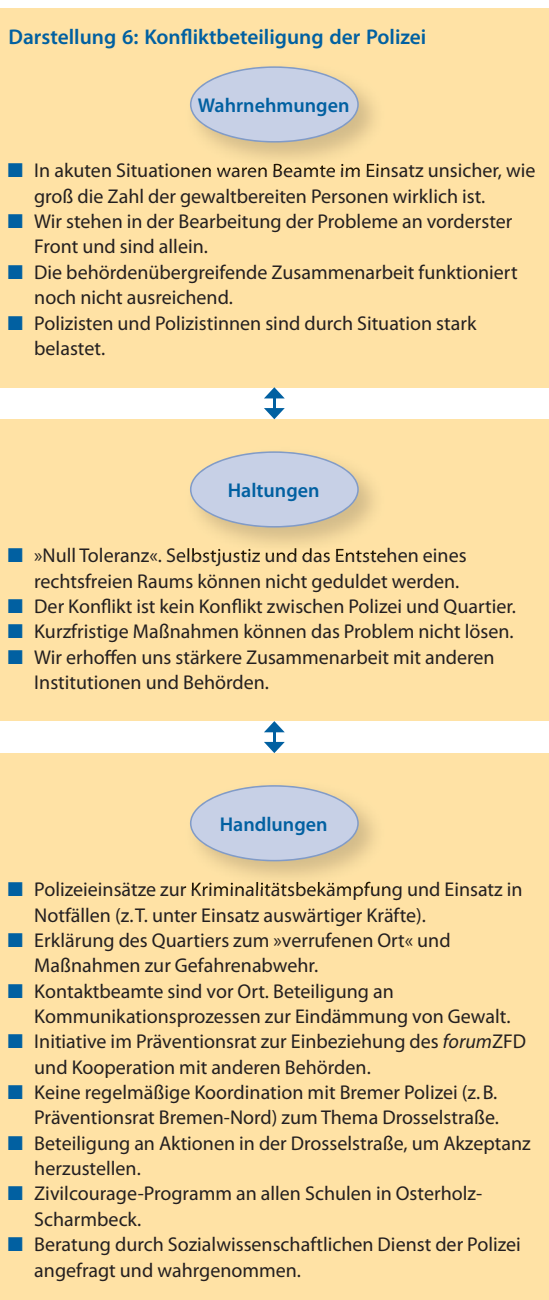 Darstellung 6: Konfliktbeteiligung der Polizei
Wahrnehmungen
■ In akuten Situationen waren Beamte im Einsatz unsicher, wie
groß die Zahl der gewaltbereiten Personen wirklich ist.
■ Wir stehen in der Bearbeitung der Probleme an vorderster
Front und sind allein.
■ Die behördenübergreifende Zusammenarbeit funktioniert
noch nicht ausreichend.
■ Polizisten und Polizistinnen sind durch Situation stark
belastet.
Haltungen
■ »Null Toleranz«. Selbstjustiz und das Entstehen eines
rechtsfreien Raums können nicht geduldet werden.
■ Der Konflikt ist kein Konflikt zwischen Polizei und Quartier.
■ Kurzfristige Maßnahmen können das Problem nicht lösen.
■ Wir erhoffen uns stärkere Zusammenarbeit mit anderen
Institutionen und Behörden.
Handlungen
■ Polizeieinsätze zur Kriminalitätsbekämpfung und Einsatz in
Notfällen (z.T. unter Einsatz auswärtiger Kräfte).
■ Erklärung des Quartiers zum »verrufenen Ort« und
Maßnahmen zur Gefahrenabwehr.
■ Kontaktbeamte sind vor Ort. Beteiligung an
Kommunikationsprozessen zur Eindämmung von Gewalt.
■ Initiative im Präventionsrat zur Einbeziehung des forumZFD
und Kooperation mit anderen Behörden.
■ Keine regelmäßige Koordination mit Bremer Polizei (z.B.
Präventionsrat Bremen-Nord) zum Thema Drosselstraße.
■ Beteiligung an Aktionen in der Drosselstraße, um Akzeptanz
herzustellen.
■ Zivilcourage-Programm an allen Schulen in Osterholz-
Scharmbeck.
■ Beratung durch Sozialwissenschaftlichen Dienst der Polizei
angefragt und wahrgenommen.